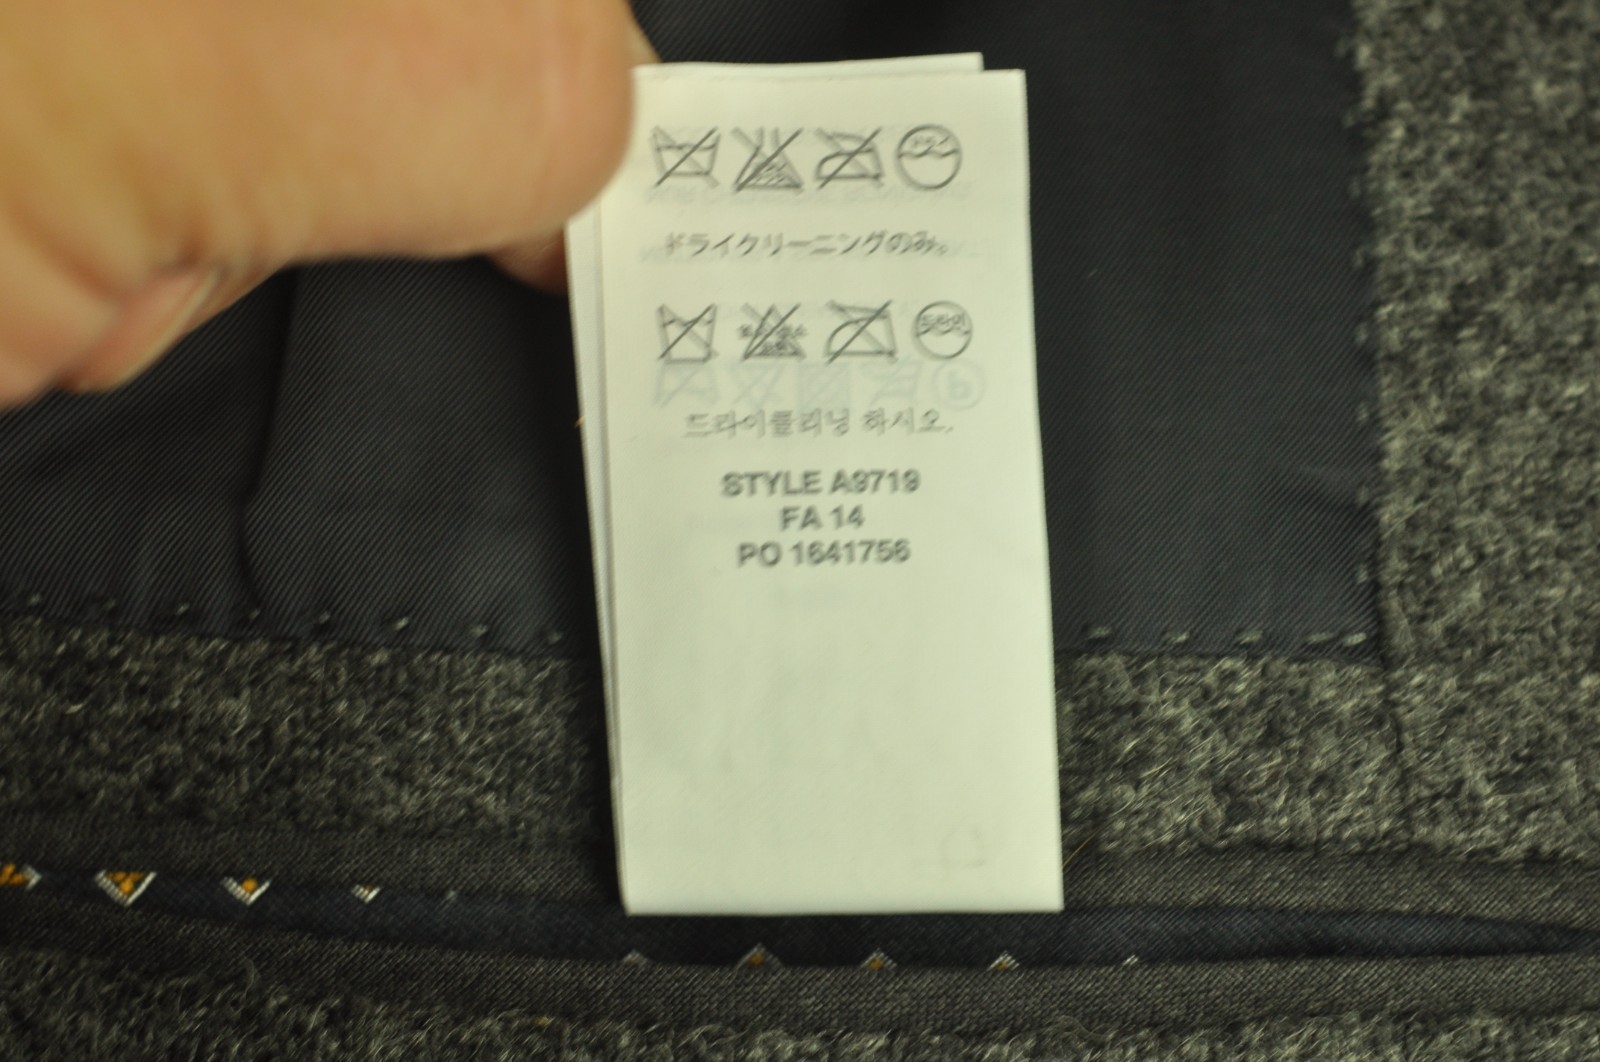 ドライクリーニングのみ。
드라이클리닝 하시오.
STYLE A9719
FA 14
PO 1641756